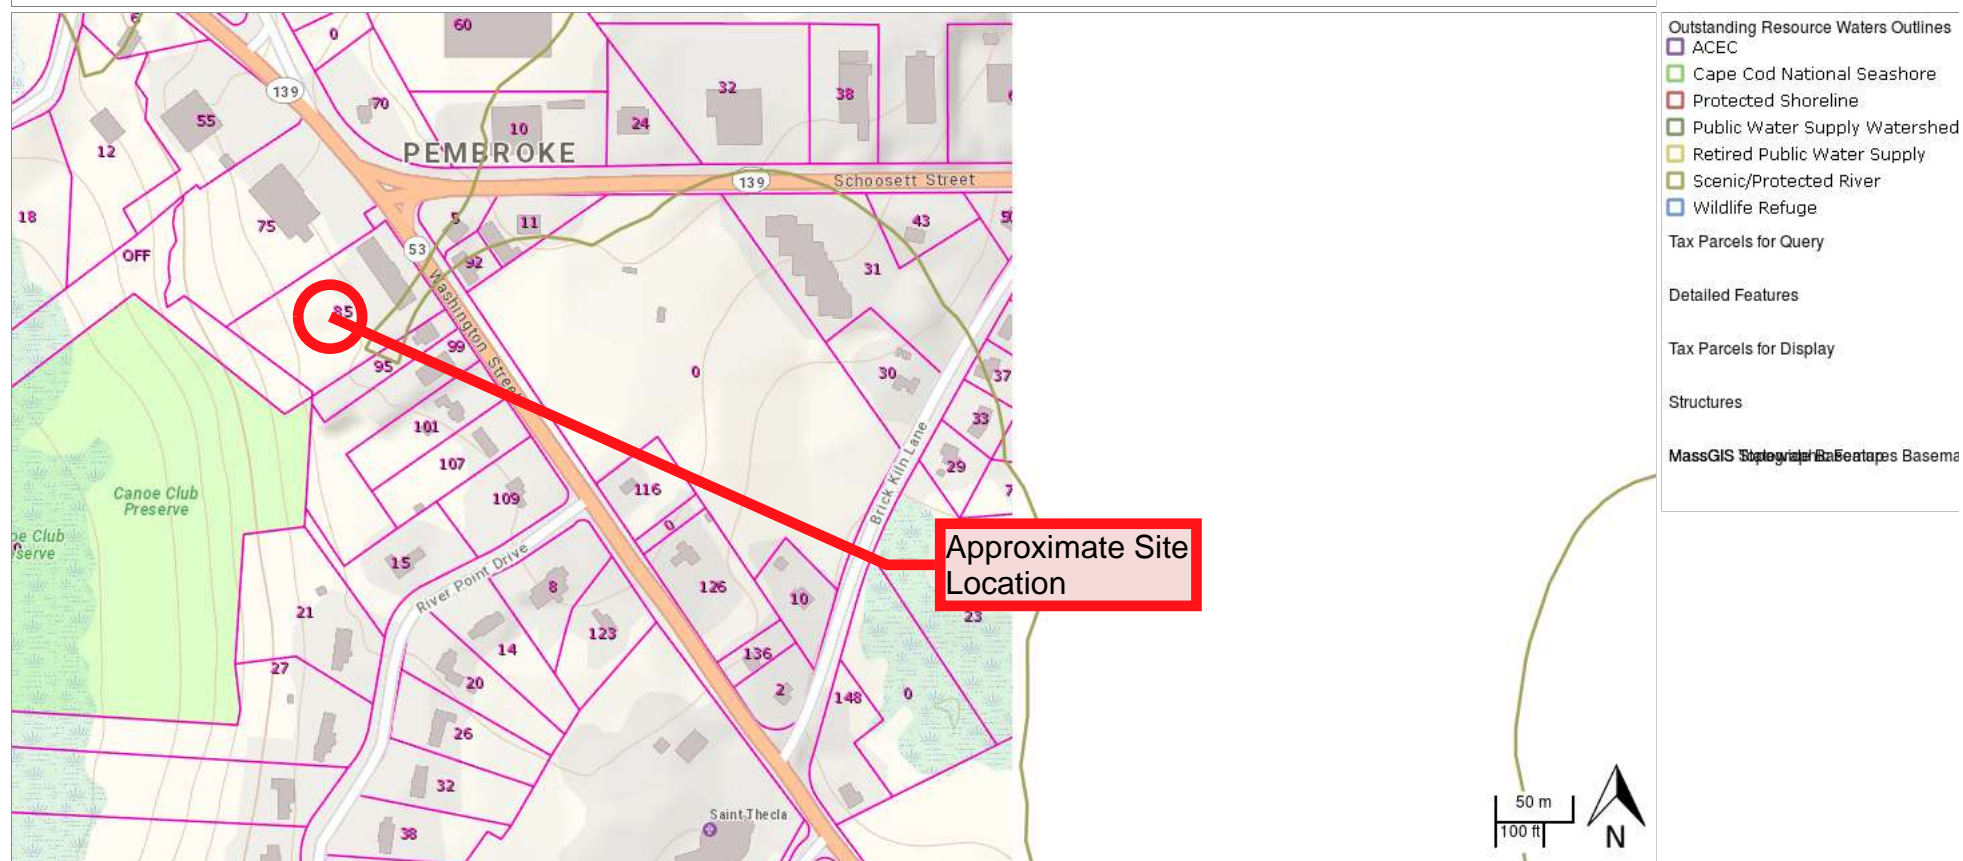 Outstanding Resource Waters Outlines
ACEC
Cape Cod National Seashore
Protected Shoreline
Public Water Supply Watershed
Retired Public Water Supply
Scenic/Protected River
Wildlife Refuge
Tax Parcels for Query
Detailed Features
Tax Parcels for Display
Structures
6
0
60
139
70
10
24
32
38
55
12
PEMBROKE
139
Schoosett Street
18
75
5
11
43
OFF
53
92
31
Washington Street
85
99
95
0
30
37
101
33
107
29
Canoe Club
Preserve
109
116
Brick Kiln Lane
0
Approximate Site
Location
15
River Point Drive
8
126
10
21
123
23
14
136
27
20
2
148
0
26
32
Saint Thecla
38
50 m
100 ft
N